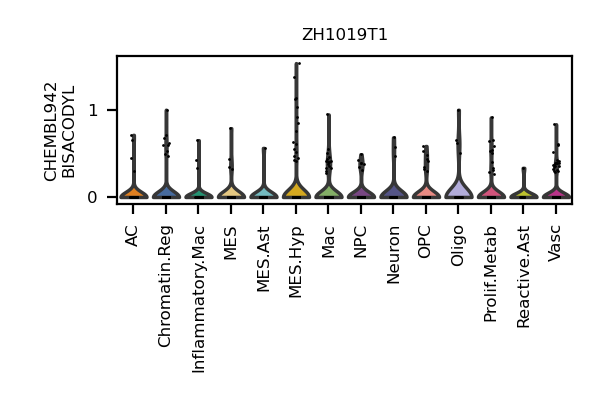 ZH1019T1
CHEMBL942
BISACODYL
1
0
AC
Chromatin.Reg
Inflammatory.Mac
MES
MES.Ast
MES.Hyp
Mac
NPC
Neuron
OPC
Oligo
Prolif.Metab
Reactive.Ast
Vasc